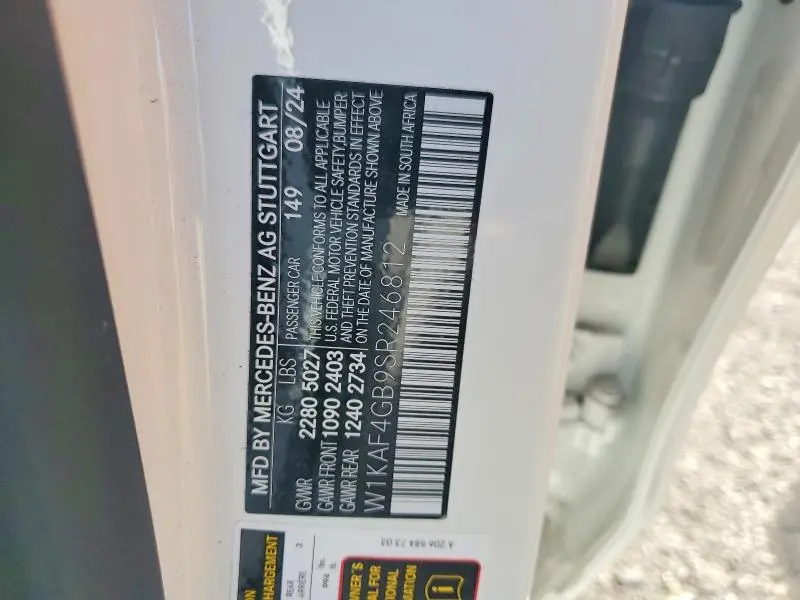 MFD BY MERCEDES-BENZ AG STUTTGART
KG LBS PASSENGER CAR 149 08/24
GVWR 2280 5027 THIS VEHICLE CONFORMS TO ALL APPLICABLE
GAWR FRONT 1090 2403 U.S. FEDERAL MOTOR VEHICLE SAFETY,BUMPER
GAWR REAR 1240 2734 AND THEFT PREVENTION STANDARDS IN EFFECT
ON THE DATE OF MANUFACTURE SHOWN ABOVE
W1KAF4GB9SR246812 MADE IN SOUTH AFRICA
CHARGEMENT
REAR
3
A 206 584 73 03